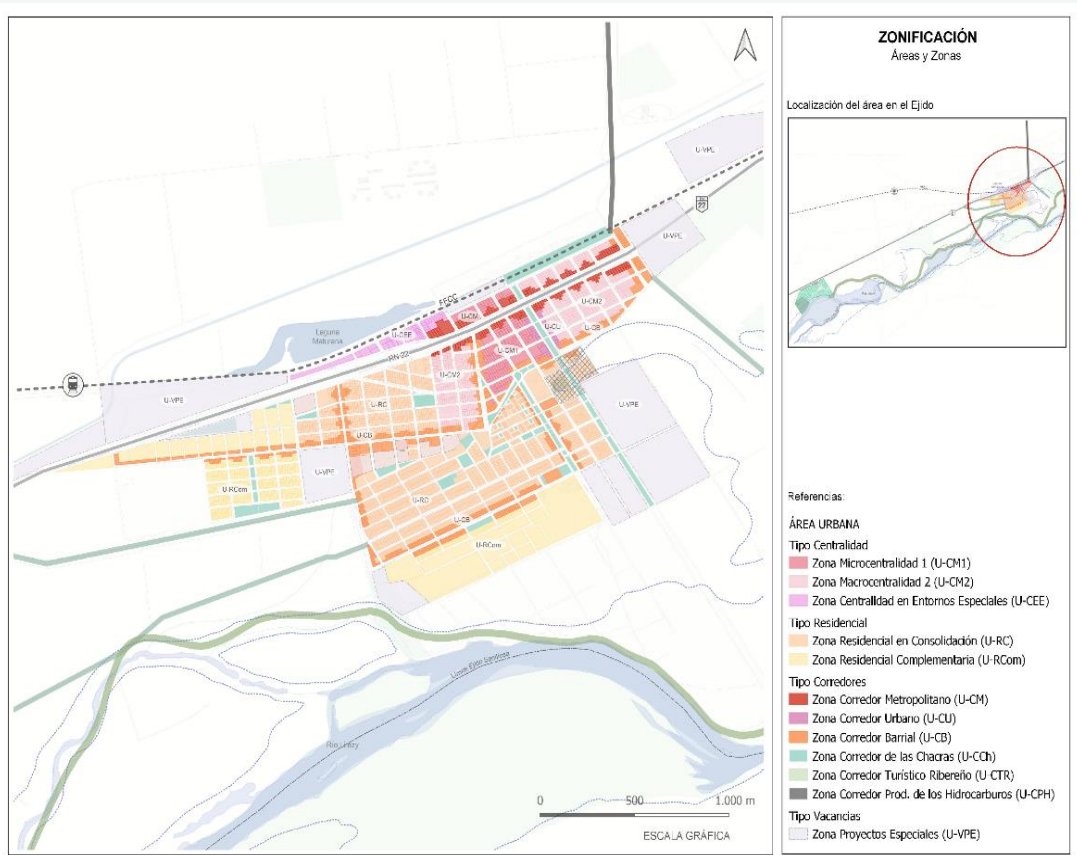 ZONIFICACIÓN
Áreas y Zonas
Localización del área en el Ejido
Referencias:
ÁREA URBANA
Tipo Centralidad
Zona Microcentralidad 1 (U-CM1)
Zona Macrocentralidad 2 (U-CM2)
Zona Centralidad en Entornos Especiales (U-CEE)
Tipo Residencial
Zona Residencial en Consolidación (U-RC)
Zona Residencial Complementaria (U-RCom)
Tipo Corredores
Zona Corredor Metropolitano (U-CM)
Zona Corredor Urbano (U-CU)
Zona Corredor Barrial (U-CB)
Zona Corredor de las Chacras (U-CCh)
Zona Corredor Turístico Ribereño (U-CTR)
Zona Corredor Prod. de los Hidrocarburos (U-CPH)
Tipo Vacancias
Zona Proyectos Especiales (U-VPE)
U-VPE
22
U-VPE
FFCC
U-CM2
U-CM
U-CU
U-CB
U-CEE
Laguna
RN-22
U-CM1
U-CM2
U-VPE
U-RC
U-VPE
U-CB
U-VPE
U-RCom
U-RC
U-CB
U-RCom
0
500
1.000 m
ESCALA GRÁFICA